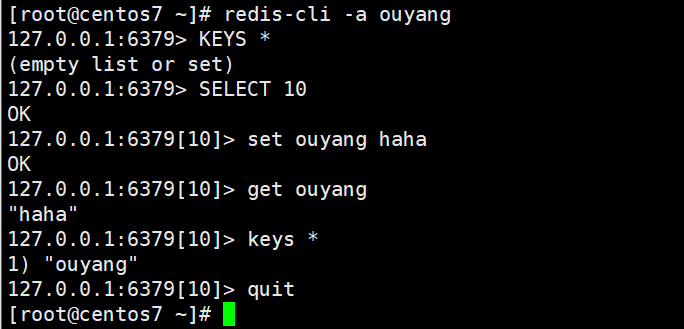 [root@centos7 ~]# redis-cli -a ouyang
127.0.0.1:6379> KEYS *
(empty list or set)
127.0.0.1:6379> SELECT 10
OK
127.0.0.1:6379[10]> set ouyang haha
OK
127.0.0.1:6379[10]> get ouyang
"haha"
127.0.0.1:6379[10]> keys *
1) "ouyang"
127.0.0.1:6379[10]> quit
[root@centos7 ~]#